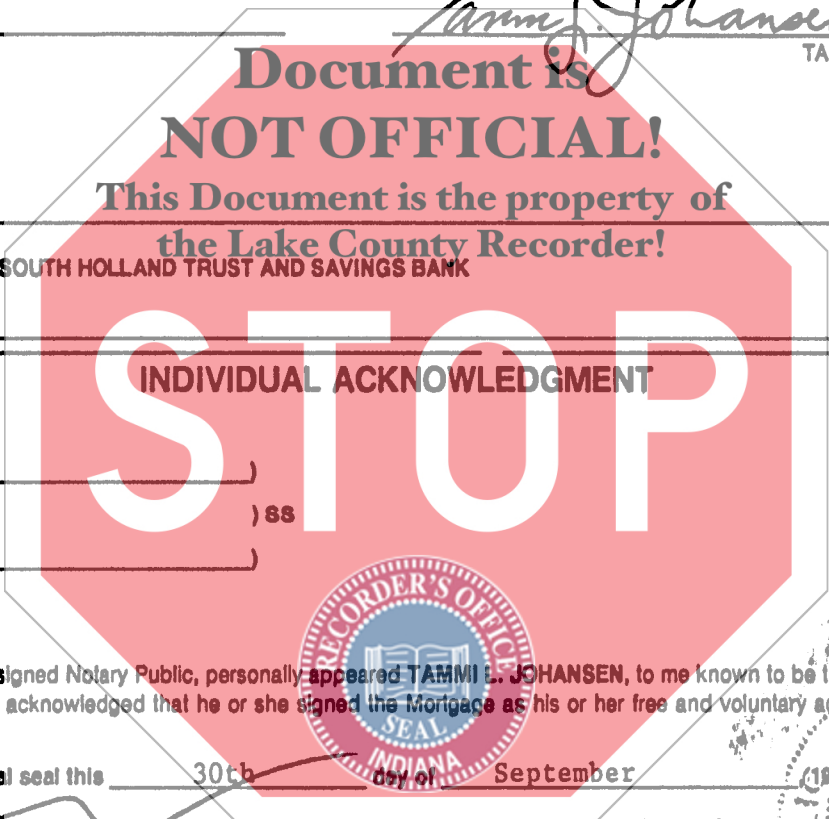 Tammi L. Johansen
TA
Document is
NOT OFFICIAL!
This Document is the property of
the Lake County Recorder!
SOUTH HOLLAND TRUST AND SAVINGS BANK
STOP
INDIVIDUAL ACKNOWLEDGMENT
)
) SS
)
RECORDER'S OFFICE
SEAL
INDIANA
signed Notary Public, personally appeared TAMMI L. JOHANSEN, to me known to be t
acknowledged that he or she signed the Mortgage as his or her free and voluntary a
al seal this 30th day of September